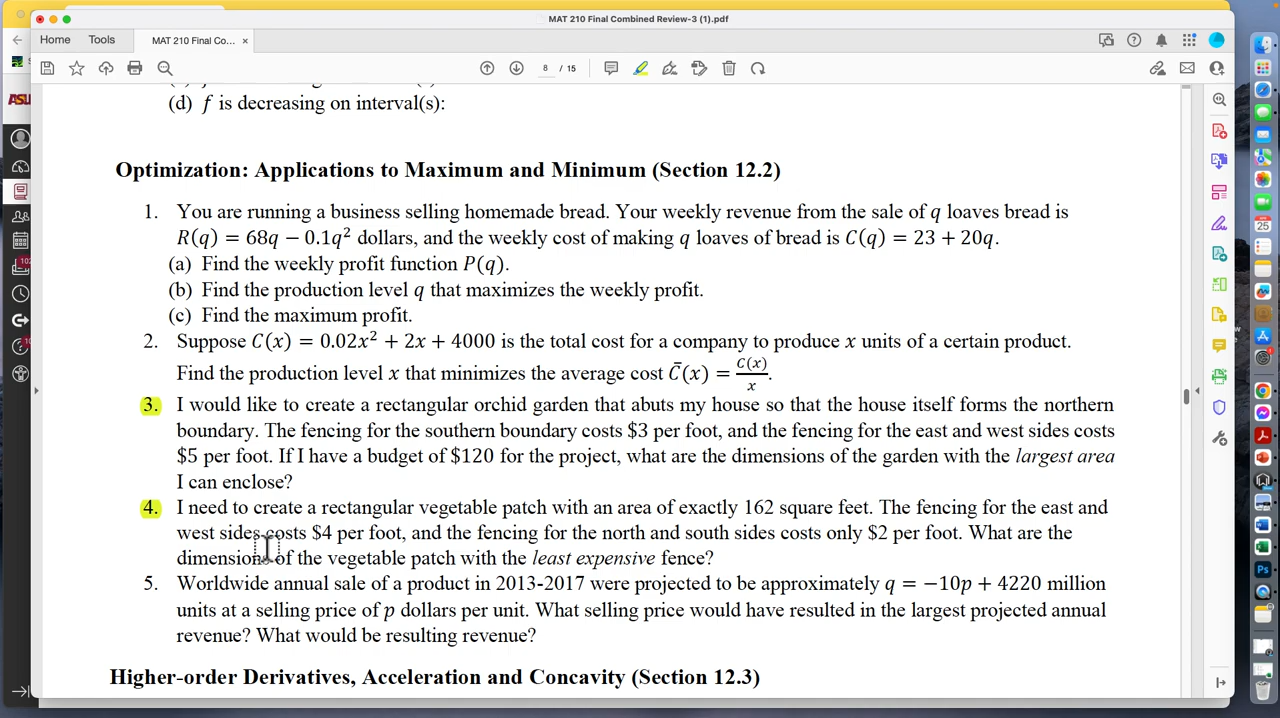 MAT 210 Final Combined Review-3 (1).pdf
Home Tools MAT 210 Final Co... ×
8 / 15
(d) f is decreasing on interval(s):
Optimization: Applications to Maximum and Minimum (Section 12.2)
1. You are running a business selling homemade bread. Your weekly revenue from the sale of q loaves bread is
R(q) = 68q − 0.1q² dollars, and the weekly cost of making q loaves of bread is C(q) = 23 + 20q.
(a) Find the weekly profit function P(q).
(b) Find the production level q that maximizes the weekly profit.
(c) Find the maximum profit.
2. Suppose C(x) = 0.02x² + 2x + 4000 is the total cost for a company to produce x units of a certain product.
Find the production level x that minimizes the average cost C̄(x) = C(x)/x.
3. I would like to create a rectangular orchid garden that abuts my house so that the house itself forms the northern
boundary. The fencing for the southern boundary costs $3 per foot, and the fencing for the east and west sides costs
$5 per foot. If I have a budget of $120 for the project, what are the dimensions of the garden with the largest area
I can enclose?
4. I need to create a rectangular vegetable patch with an area of exactly 162 square feet. The fencing for the east and
west sides costs $4 per foot, and the fencing for the north and south sides costs only $2 per foot. What are the
dimensions of the vegetable patch with the least expensive fence?
5. Worldwide annual sale of a product in 2013-2017 were projected to be approximately q = −10p + 4220 million
units at a selling price of p dollars per unit. What selling price would have resulted in the largest projected annual
revenue? What would be resulting revenue?
Higher-order Derivatives, Acceleration and Concavity (Section 12.3)